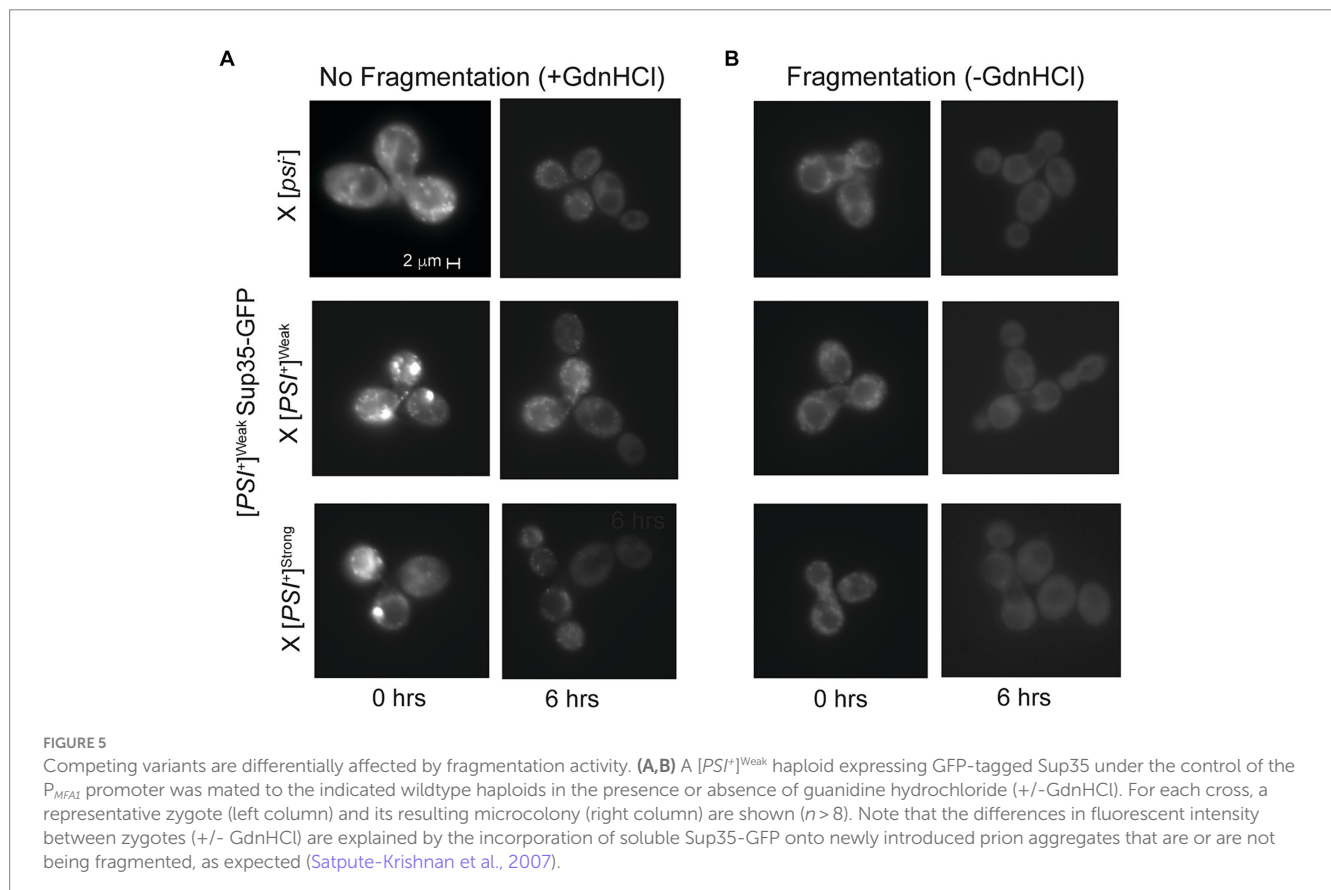 A
B
No Fragmentation (+GdnHCl)
Fragmentation (-GdnHCl)
[PSI+]Weak Sup35-GFP
X [psi-]
2 μm
X [PSI+]Weak
X [PSI+]Strong
6 hrs
0 hrs
6 hrs
0 hrs
6 hrs
FIGURE 5
Competing variants are differentially affected by fragmentation activity. (A,B) A [PSI+]Weak haploid expressing GFP-tagged Sup35 under the control of the
PMFA1 promoter was mated to the indicated wildtype haploids in the presence or absence of guanidine hydrochloride (+/-GdnHCl). For each cross, a
representative zygote (left column) and its resulting microcolony (right column) are shown (n > 8). Note that the differences in fluorescent intensity
between zygotes (+/- GdnHCl) are explained by the incorporation of soluble Sup35-GFP onto newly introduced prion aggregates that are or are not
being fragmented, as expected (Satpute-Krishnan et al., 2007).